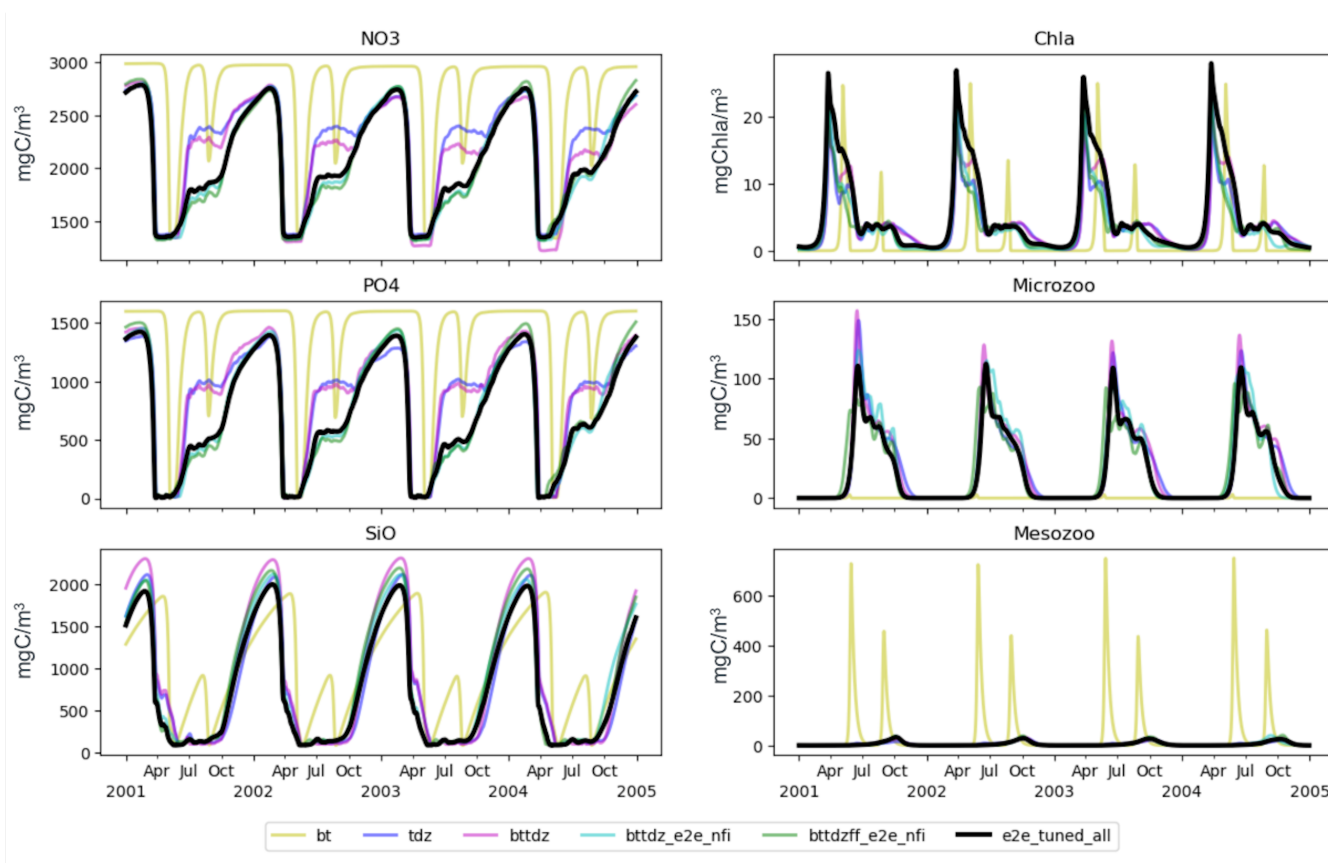 NO3
3000
2500
2000
1500
mgC/m³
Chla
20
10
0
mgChla/m³
PO4
1500
1000
500
0
mgC/m³
Microzoo
150
100
50
0
mgC/m³
SiO
2000
1500
1000
500
0
mgC/m³
Apr Jul Oct Apr Jul Oct Apr Jul Oct Apr Jul Oct
2001 2002 2003 2004 2005
Mesozoo
600
400
200
0
mgC/m³
Apr Jul Oct Apr Jul Oct Apr Jul Oct Apr Jul Oct
2001 2002 2003 2004 2005
bt tdz bttdz bttdz_e2e_nfi bttdzff_e2e_nfi e2e_tuned_all